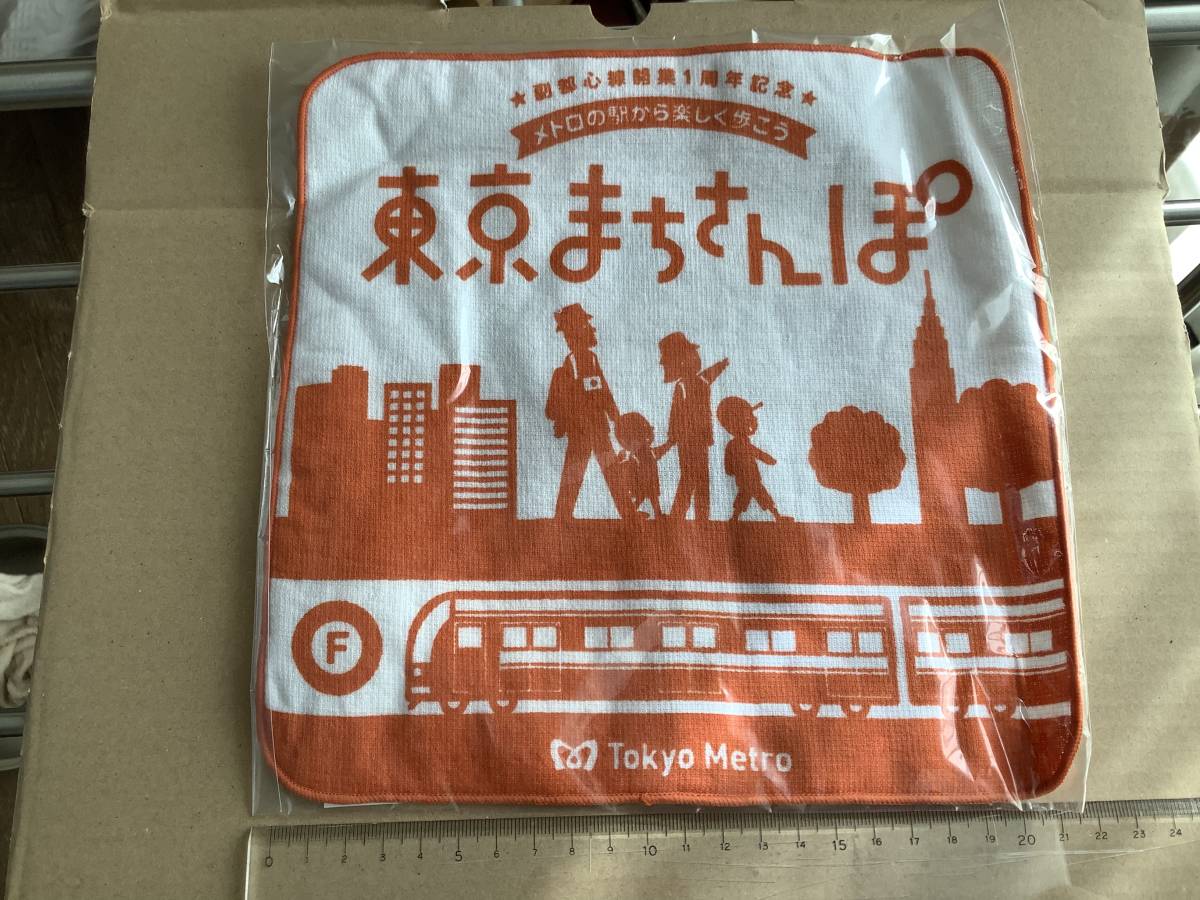 ★副都心線開業1周年記念★
メトロの駅から楽しく歩こう
東京まちさんぽ
F
Tokyo Metro
0 1 2 3 4 5 6 7 8 9 10 11 12 13 14 15 16 17 18 19 20 21 22 23 24